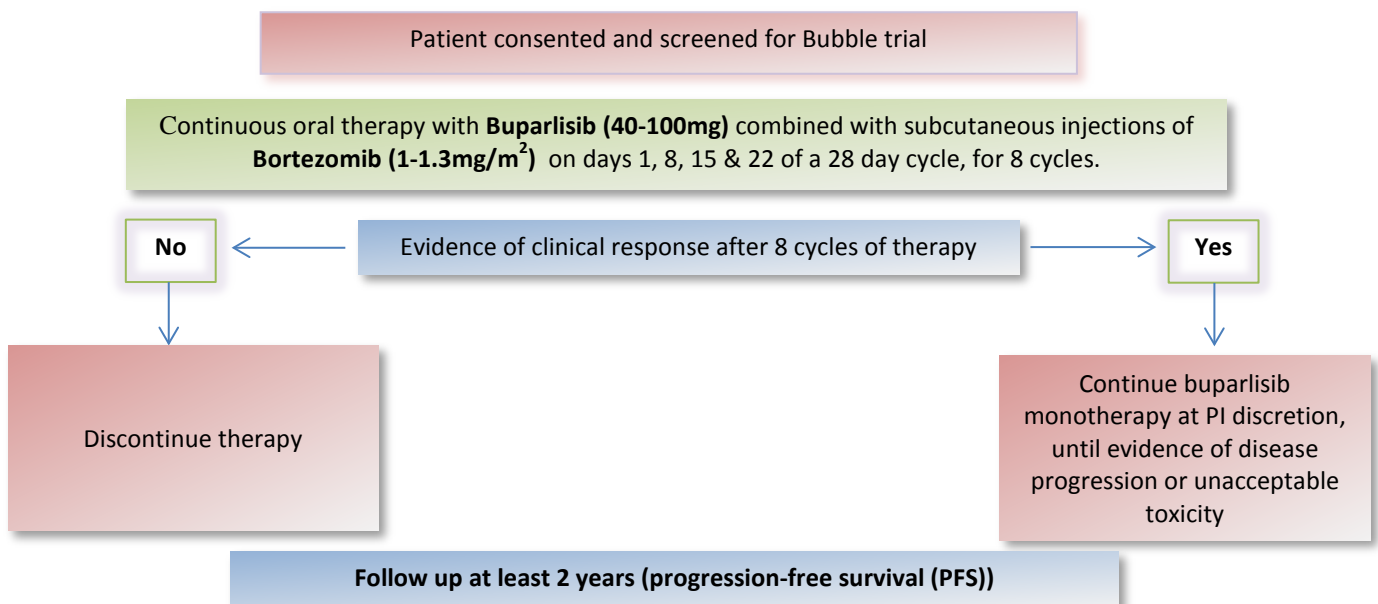 Patient consented and screened for Bubble trial
Continuous oral therapy with Buparlisib (40-100mg) combined with subcutaneous injections of
Bortezomib (1-1.3mg/m²) on days 1, 8, 15 & 22 of a 28 day cycle, for 8 cycles.
No
Evidence of clinical response after 8 cycles of therapy
Yes
Discontinue therapy
Continue buparlisib
monotherapy at PI discretion,
until evidence of disease
progression or unacceptable
toxicity
Follow up at least 2 years (progression-free survival (PFS))